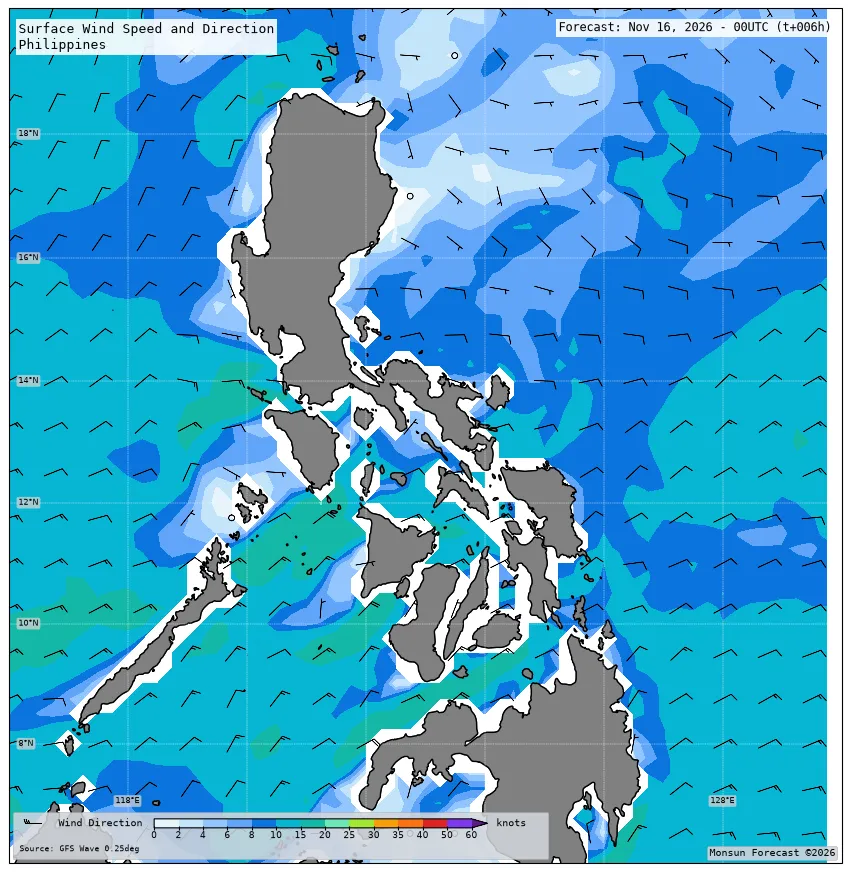 Surface Wind Speed and Direction
Philippines
Forecast: Nov 16, 2026 - 00UTC (t+006h)
18°N
16°N
14°N
12°N
10°N
8°N
118°E
128°E
Wind Direction
0 2 4 6 8 10 15 20 25 30 35 40 50 60
knots
Source: GFS Wave 0.25deg
Monsun Forecast ©2026